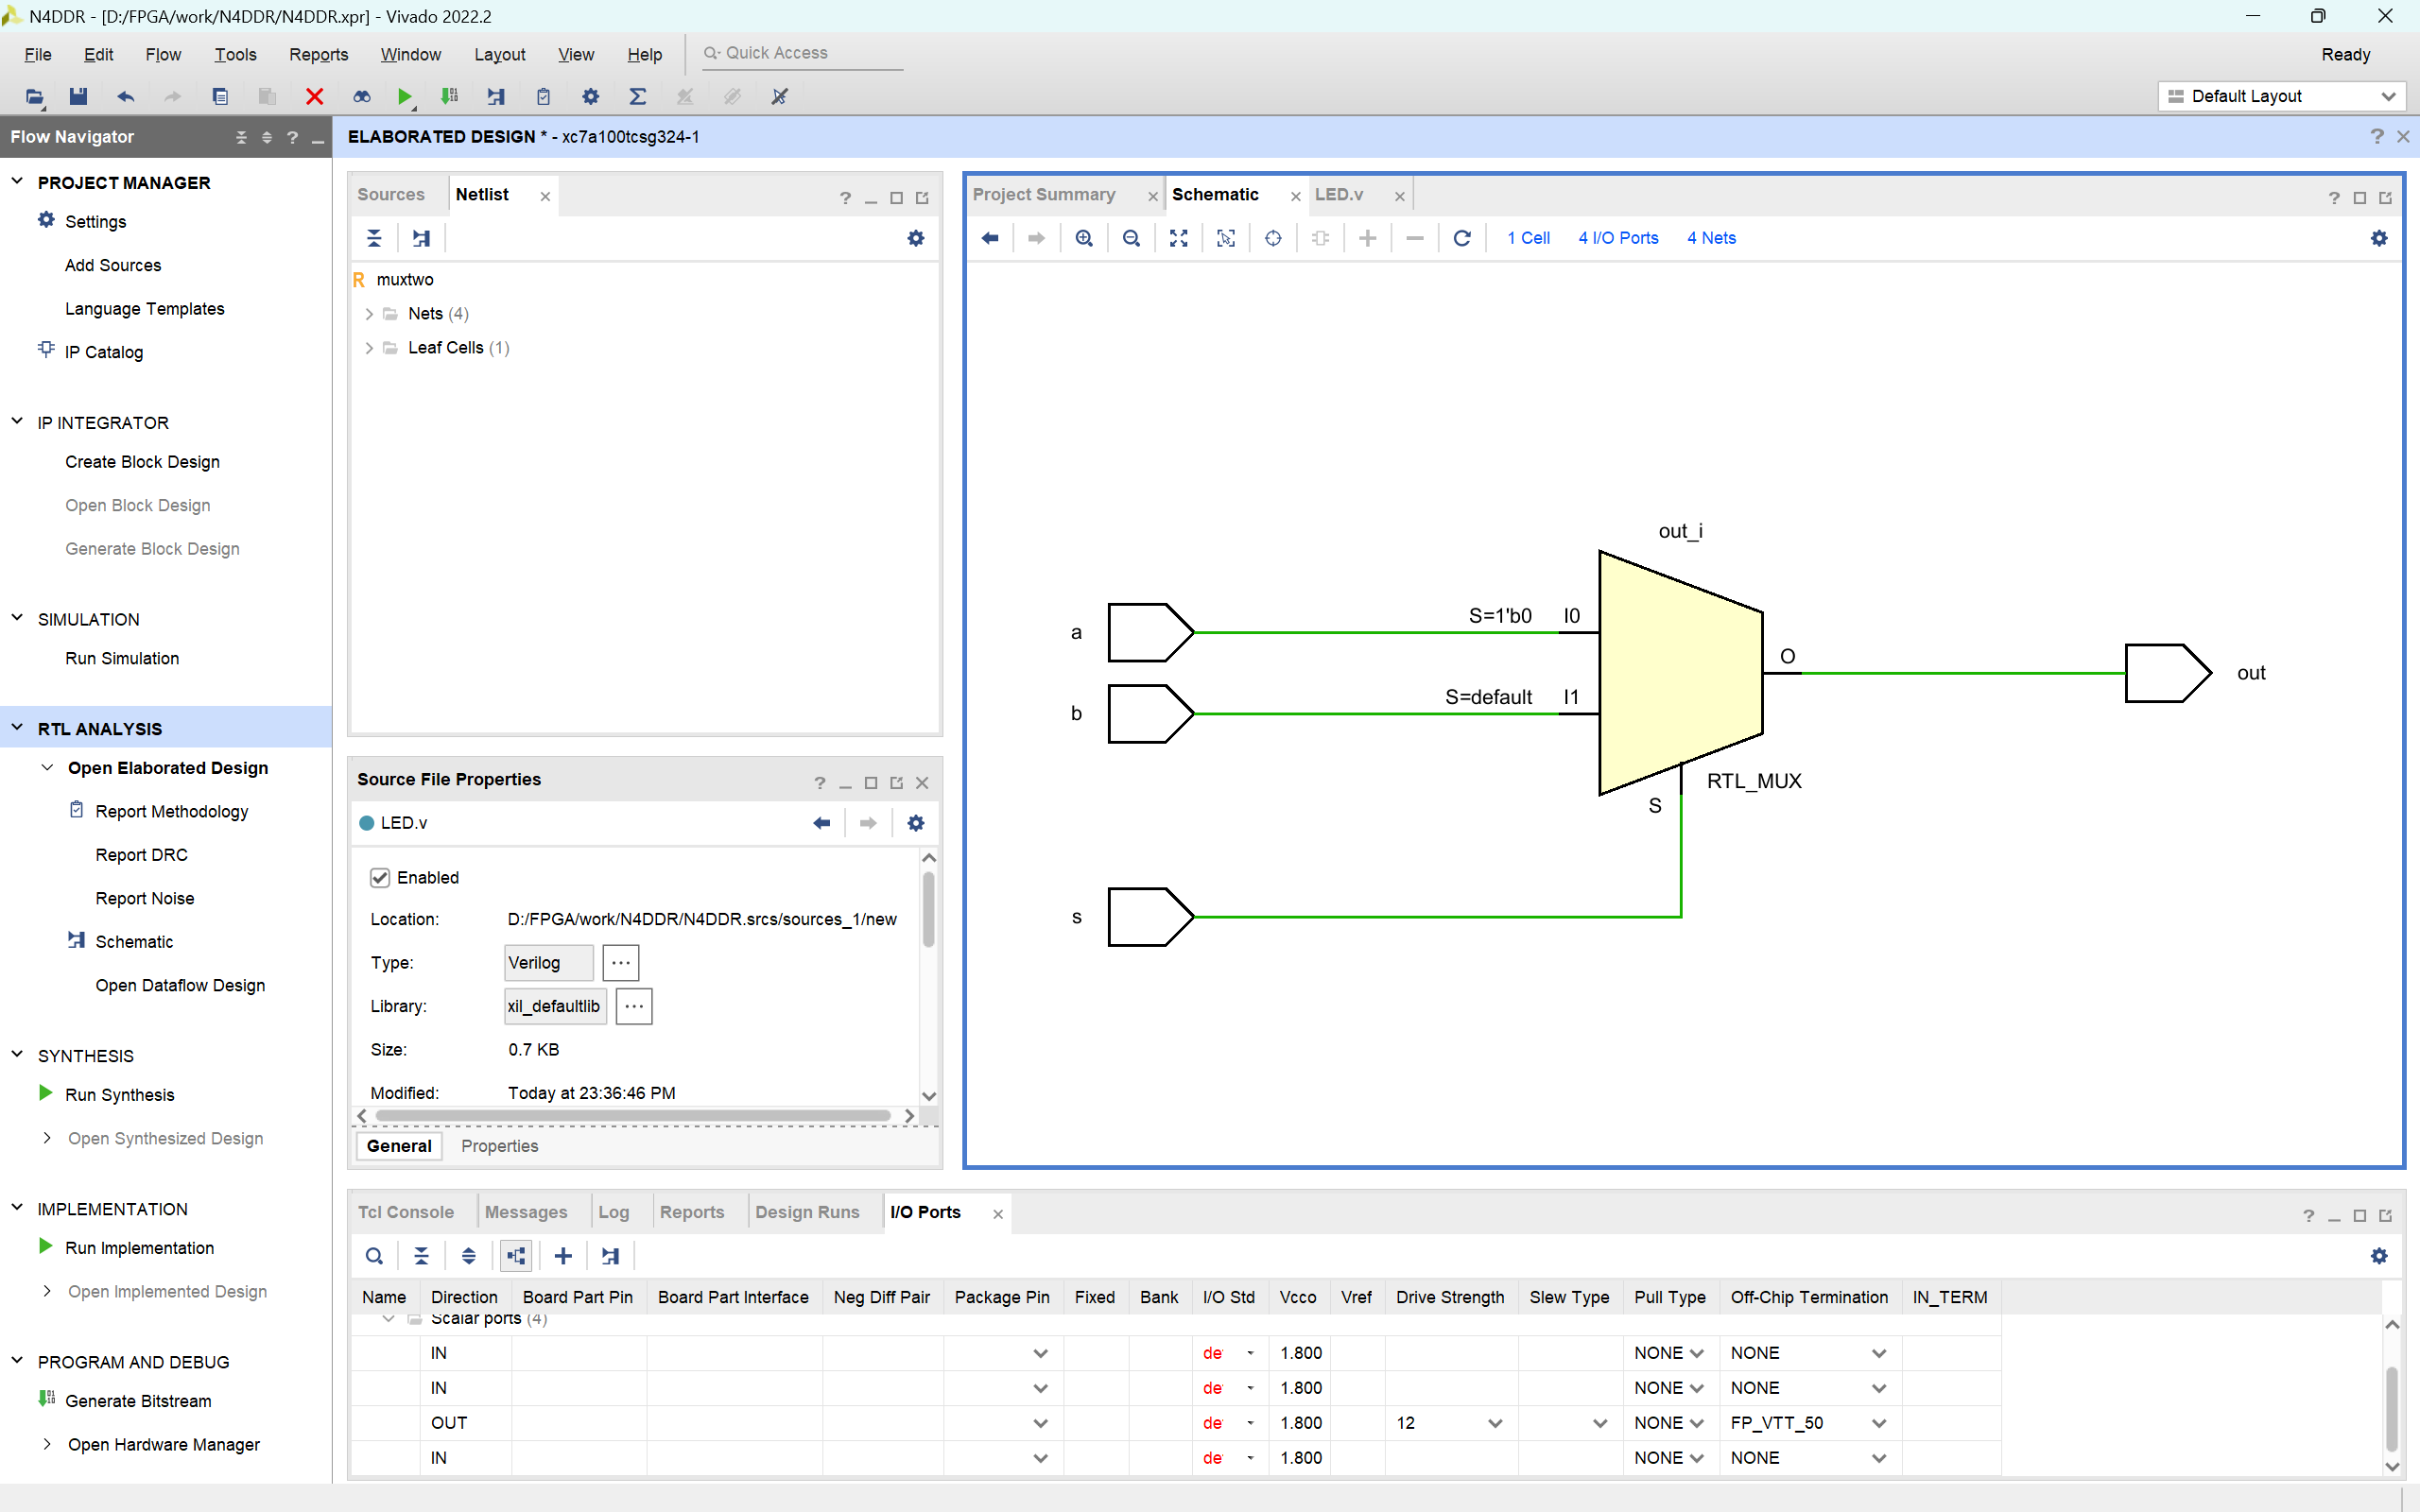 N4DDR - [D:/FPGA/work/N4DDR/N4DDR.xpr] - Vivado 2022.2
File Edit Flow Tools Reports Window Layout View Help Quick Access Ready
Default Layout
Flow Navigator
ELABORATED DESIGN * - xc7a100tcsg324-1
PROJECT MANAGER
Settings
Add Sources
Language Templates
IP Catalog
IP INTEGRATOR
Create Block Design
Open Block Design
Generate Block Design
SIMULATION
Run Simulation
RTL ANALYSIS
Open Elaborated Design
Report Methodology
Report DRC
Report Noise
Schematic
Open Dataflow Design
SYNTHESIS
Run Synthesis
Open Synthesized Design
IMPLEMENTATION
Run Implementation
Open Implemented Design
PROGRAM AND DEBUG
Generate Bitstream
Open Hardware Manager
Sources Netlist
R muxtwo
Nets (4)
Leaf Cells (1)
Source File Properties
LED.v
Enabled
Location: D:/FPGA/work/N4DDR/N4DDR.srcs/sources_1/new
Type: Verilog ...
Library: xil_defaultlib ...
Size: 0.7 KB
Modified: Today at 23:36:46 PM
General Properties
Project Summary Schematic LED.v
1 Cell 4 I/O Ports 4 Nets
out_i
S=1'b0 I0
a
O
out
S=default I1
b
RTL_MUX
S
s
Tcl Console Messages Log Reports Design Runs I/O Ports
Name Direction Board Part Pin Board Part Interface Neg Diff Pair Package Pin Fixed Bank I/O Std Vcco Vref Drive Strength Slew Type Pull Type Off-Chip Termination IN_TERM
Scalar ports (4)
IN de 1.800 NONE NONE
IN de 1.800 NONE NONE
OUT de 1.800 12 NONE FP_VTT_50
IN de 1.800 NONE NONE